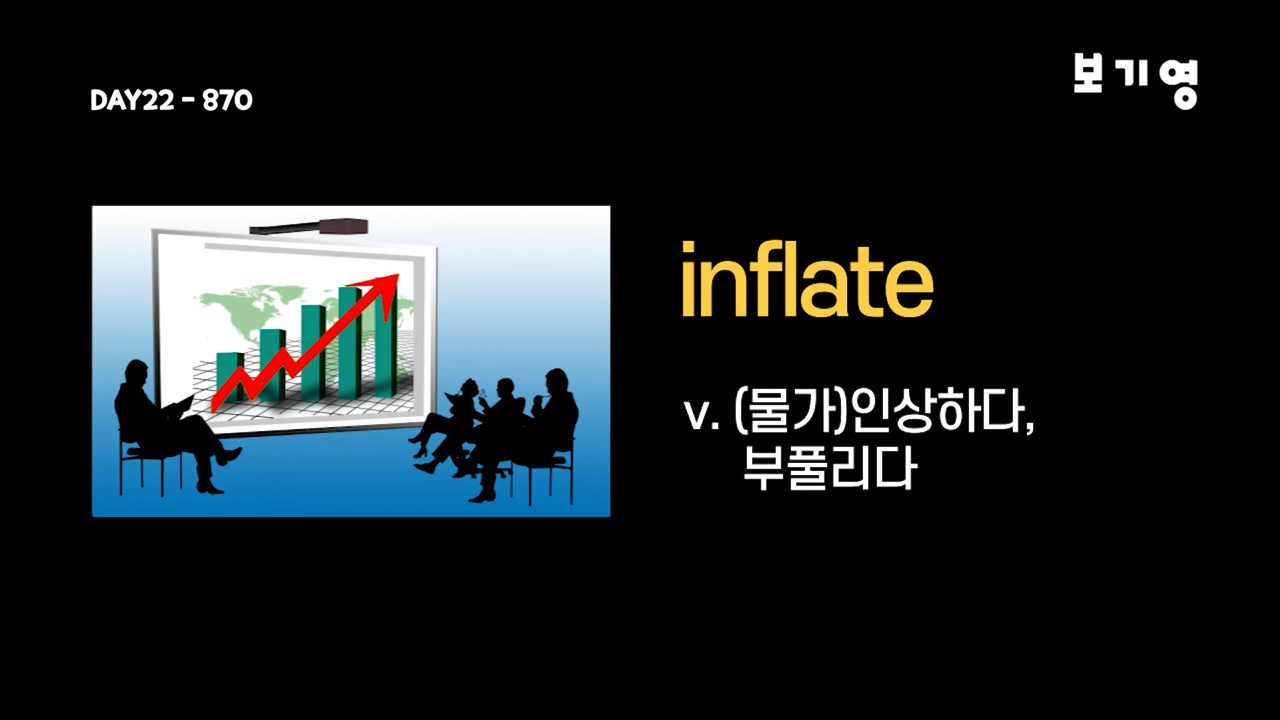 DAY22 - 870
보기영
inflate
v. (물가)인상하다,
부풀리다